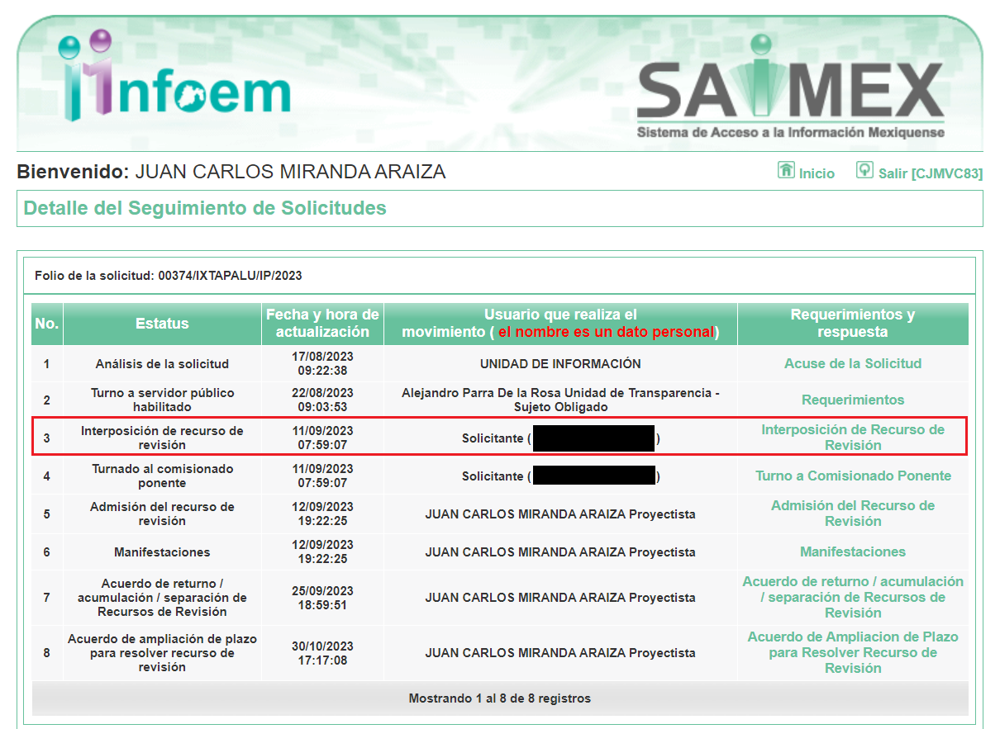 infoem
SAIMEX
Sistema de Acceso a la Información Mexiquense
Bienvenido: JUAN CARLOS MIRANDA ARAIZA
Inicio
Salir [CJMVC83]
Detalle del Seguimiento de Solicitudes
Folio de la solicitud: 00374/IXTAPALU/IP/2023
No.
Estatus
Fecha y hora de
actualización
Usuario que realiza el
movimiento ( el nombre es un dato personal)
Requerimientos y
respuesta
1
Análisis de la solicitud
17/08/2023
09:22:38
UNIDAD DE INFORMACIÓN
Acuse de la Solicitud
2
Turno a servidor público
habilitado
22/08/2023
09:03:53
Alejandro Parra De la Rosa Unidad de Transparencia -
Sujeto Obligado
Requerimientos
3
Interposición de recurso de
revisión
11/09/2023
07:59:07
Solicitante ( )
Interposición de Recurso de
Revisión
4
Turnado al comisionado
ponente
11/09/2023
07:59:07
Solicitante ( )
Turno a Comisionado Ponente
5
Admisión del recurso de
revisión
12/09/2023
19:22:25
JUAN CARLOS MIRANDA ARAIZA Proyectista
Admisión del Recurso de
Revisión
6
Manifestaciones
12/09/2023
19:22:25
JUAN CARLOS MIRANDA ARAIZA Proyectista
Manifestaciones
7
Acuerdo de returno /
acumulación / separación de
Recursos de Revisión
25/09/2023
18:59:51
JUAN CARLOS MIRANDA ARAIZA Proyectista
Acuerdo de returno / acumulación
/ separación de Recursos de
Revisión
8
Acuerdo de ampliación de plazo
para resolver recurso de
revisión
30/10/2023
17:17:08
JUAN CARLOS MIRANDA ARAIZA Proyectista
Acuerdo de Ampliacion de Plazo
para Resolver Recurso de
Revisión
Mostrando 1 al 8 de 8 registros